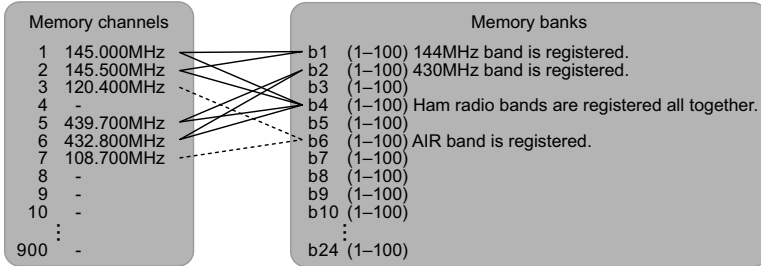 Memory channels
1 145.000MHz
2 145.500MHz
3 120.400MHz
4 -
5 439.700MHz
6 432.800MHz
7 108.700MHz
8 -
9 -
10 -
⋮
900 -
Memory banks
b1 (1–100) 144MHz band is registered.
b2 (1–100) 430MHz band is registered.
b3 (1–100)
b4 (1–100) Ham radio bands are registered all together.
b5 (1–100)
b6 (1–100) AIR band is registered.
b7 (1–100)
b8 (1–100)
b9 (1–100)
b10 (1–100)
⋮
b24 (1–100)